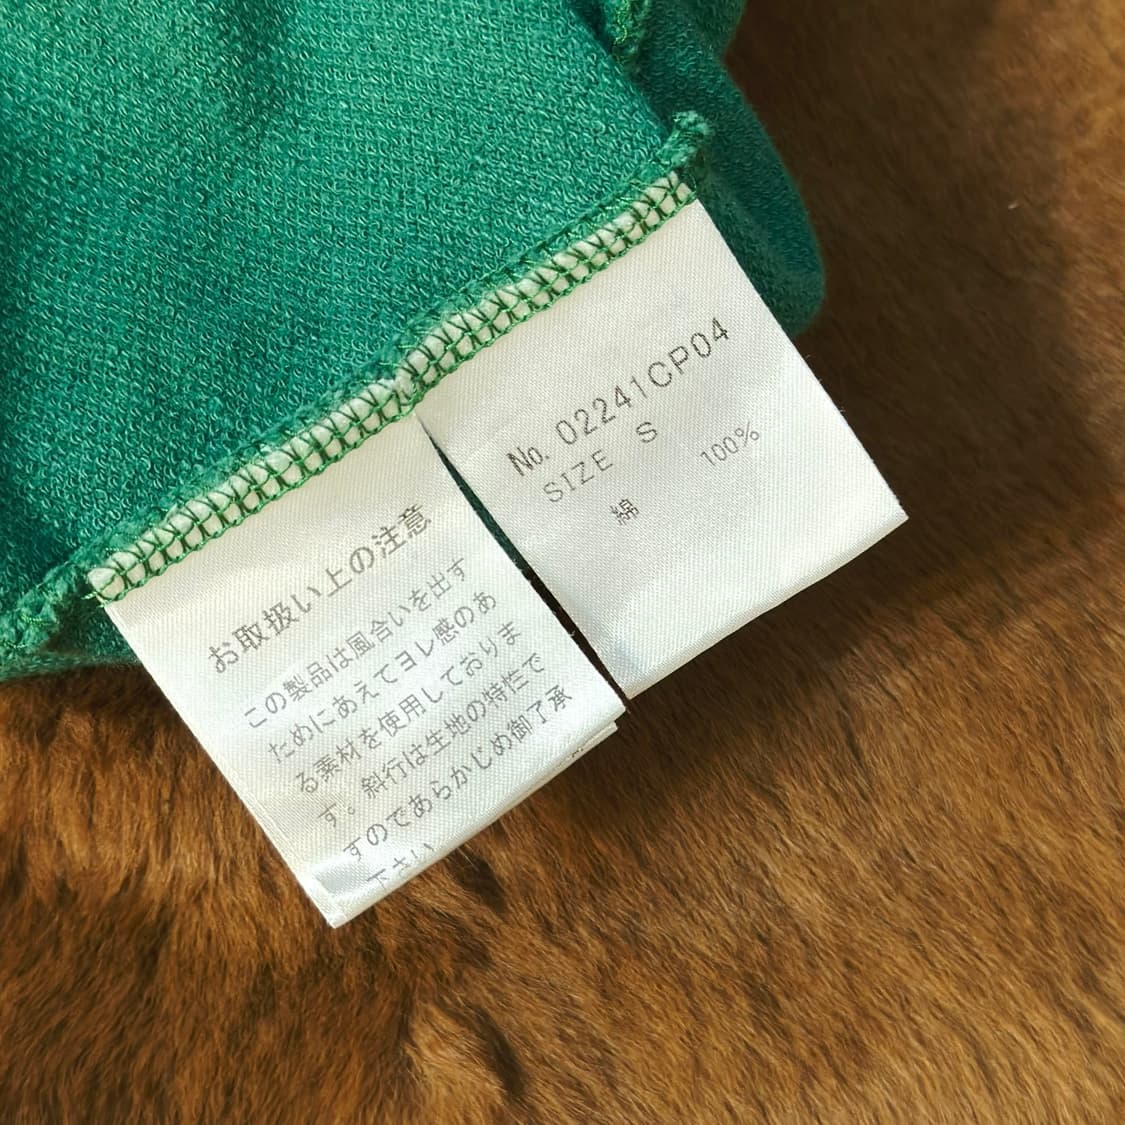 お取扱い上の注意
この製品は風合いを出す
ためにあえてヨレ感のあ
る素材を使用しておりま
す。斜行は生地の特性で
すのであらかじめ御了承
下さい
No. 02241CP04
SIZE S
綿 100%